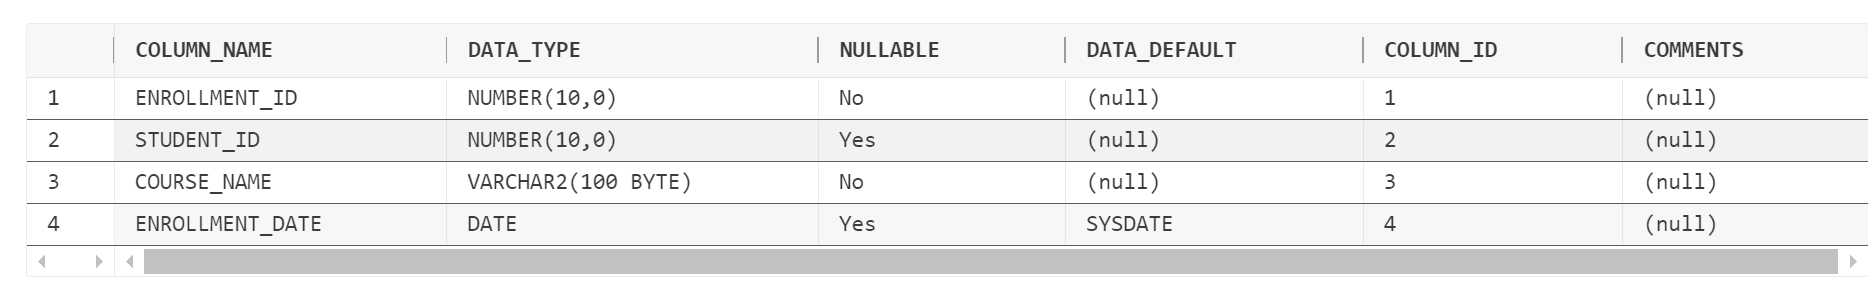 COLUMN_NAME DATA_TYPE NULLABLE DATA_DEFAULT COLUMN_ID COMMENTS
1 ENROLLMENT_ID NUMBER(10,0) No (null) 1 (null)
2 STUDENT_ID NUMBER(10,0) Yes (null) 2 (null)
3 COURSE_NAME VARCHAR2(100 BYTE) No (null) 3 (null)
4 ENROLLMENT_DATE DATE Yes SYSDATE 4 (null)